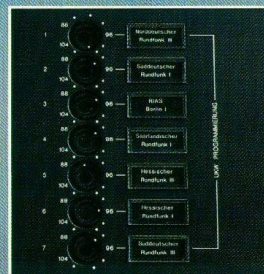 1 88 104 96 Norddeutscher
Rundfunk III
2 88 104 96 Süddeutscher
Rundfunk I
3 88 104 96 RIAS
Berlin I
4 88 104 96 Saarländischer
Rundfunk I
5 88 104 96 Hessischer
Rundfunk III
6 88 104 96 Hessischer
Rundfunk I
7 88 104 96 Süddeutscher
Rundfunk III
UKW PROGRAMMIERUNG